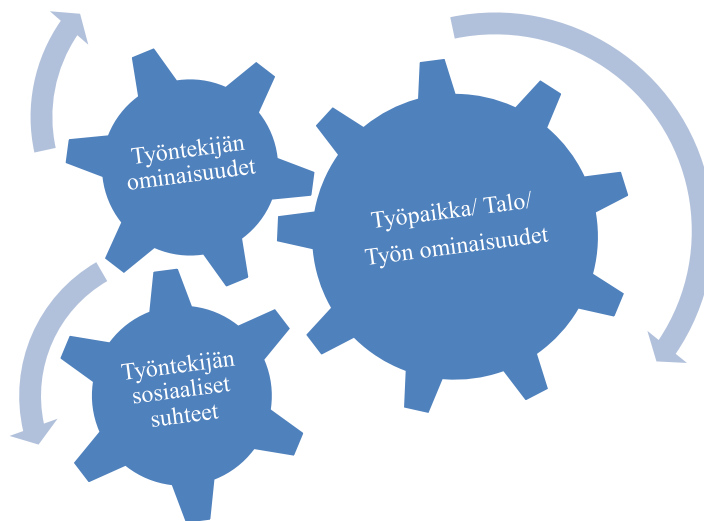 Työntekijän
ominaisuudet
Työpaikka/ Talo/
Työn ominaisuudet
Työntekijän
sosiaaliset
suhteet